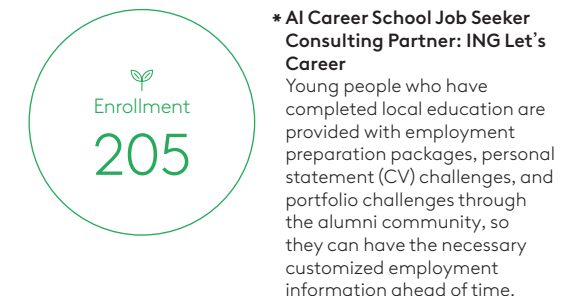 Enrollment
205
* AI Career School Job Seeker
Consulting Partner: ING Let's
Career
Young people who have
completed local education are
provided with employment
preparation packages, personal
statement (CV) challenges, and
portfolio challenges through
the alumni community, so
they can have the necessary
customized employment
information ahead of time.